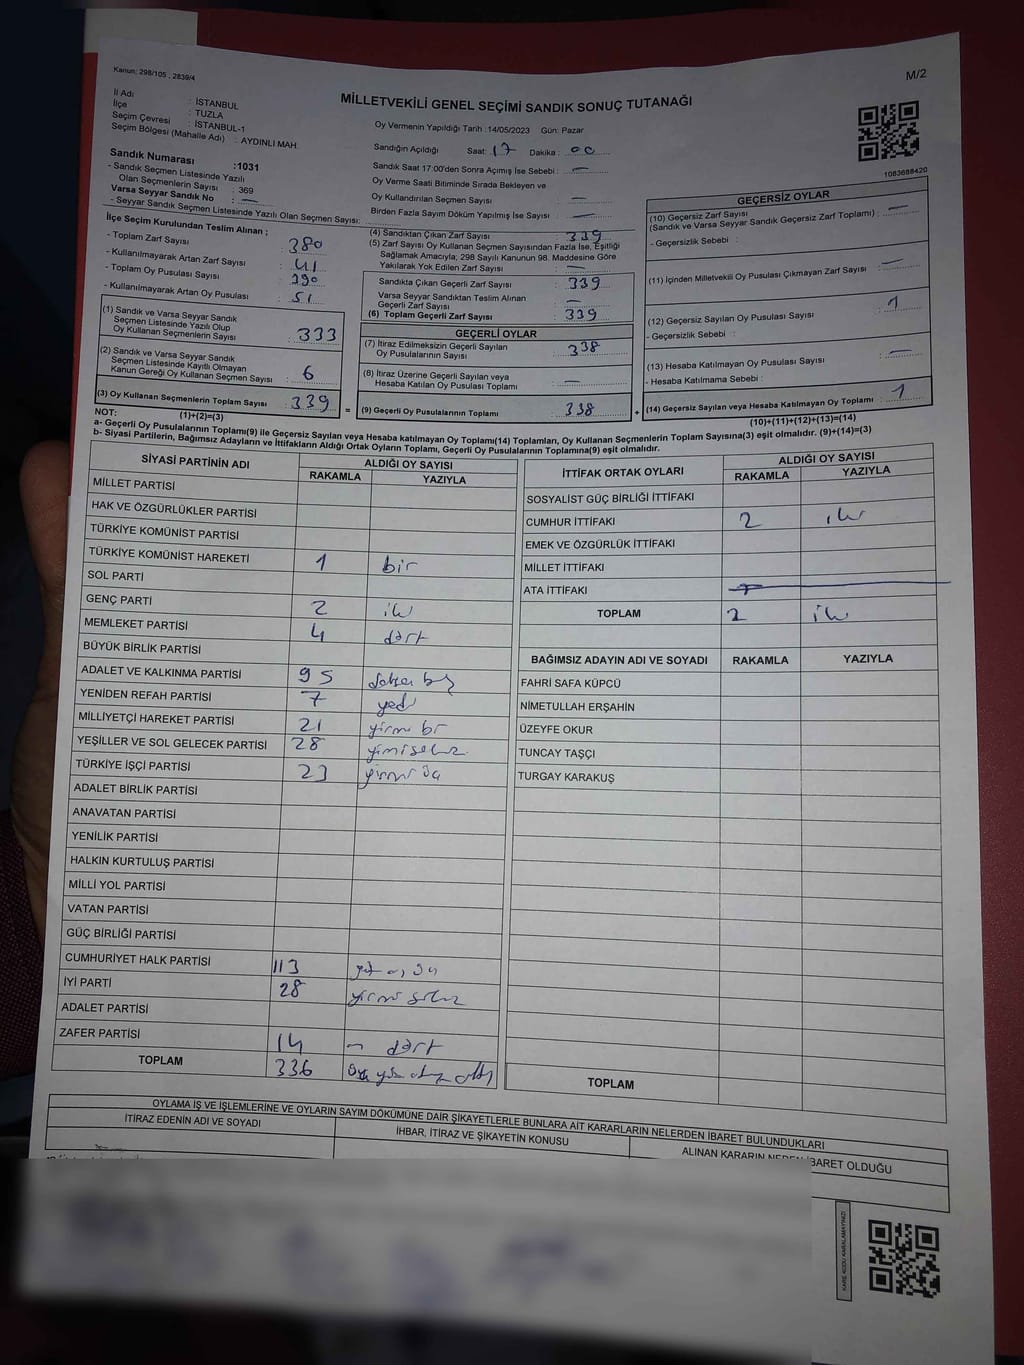 Kanun: 298/105 , 2839/4
M/2
MİLLETVEKİLİ GENEL SEÇİMİ SANDIK SONUÇ TUTANAĞI
İl Adı : İSTANBUL
İlçe : TUZLA
Seçim Çevresi : İSTANBUL-1
Seçim Bölgesi (Mahalle Adı) : AYDINLI MAH.
Sandık Numarası :1031
- Sandık Seçmen Listesinde Yazılı
Olan Seçmenlerin Sayısı : 369
Varsa Seyyar Sandık No : —
- Seyyar Sandık Seçmen Listesinde Yazılı Olan Seçmen Sayısı: —
Oy Vermenin Yapıldığı Tarih :14/05/2023 Gün: Pazar
Sandığın Açıldığı Saat: 17 Dakika : 00
Sandık Saat 17:00'den Sonra Açımış İse Sebebi : —
Oy Verme Saati Bitiminde Sırada Bekleyen ve
Oy Kullandırılan Seçmen Sayısı : —
Birden Fazla Sayım Döküm Yapılmış İse Sayısı : —
1083688420
İlçe Seçim Kurulundan Teslim Alınan ;
- Toplam Zarf Sayısı : 380
- Kullanılmayarak Artan Zarf Sayısı : 41
- Toplam Oy Pusulası Sayısı : 390
- Kullanılmayarak Artan Oy Pusulası : 51
(1) Sandık ve Varsa Seyyar Sandık
Seçmen Listesinde Yazılı Olup
Oy Kullanan Seçmenlerin Sayısı : 333
(2) Sandık ve Varsa Seyyar Sandık
Seçmen Listesinde Kayıtlı Olmayan
Kanun Gereği Oy Kullanan Seçmen Sayısı : 6
(3) Oy Kullanan Seçmenlerin Toplam Sayısı : 339
(1)+(2)=(3)
(4) Sandıktan Çıkan Zarf Sayısı : 339
(5) Zarf Sayısı Oy Kullanan Seçmen Sayısından Fazla İse, Eşitliği
Sağlamak Amacıyla; 298 Sayılı Kanunun 98. Maddesine Göre
Yakılarak Yok Edilen Zarf Sayısı : —
Sandıkta Çıkan Geçerli Zarf Sayısı : 339
Varsa Seyyar Sandıktan Teslim Alınan
Geçerli Zarf Sayısı : —
(6) Toplam Geçerli Zarf Sayısı : 339
GEÇERLİ OYLAR
(7) İtiraz Edilmeksizin Geçerli Sayılan
Oy Pusulalarının Sayısı : 338
(8) İtiraz Üzerine Geçerli Sayılan veya
Hesaba Katılan Oy Pusulası Toplamı : —
= (9) Geçerli Oy Pusulalarının Toplamı : 338 +
GEÇERSİZ OYLAR
(10) Geçersiz Zarf Sayısı
(Sandık ve Varsa Seyyar Sandık Geçersiz Zarf Toplamı) : —
- Geçersizlik Sebebi :
(11) İçinden Milletvekili Oy Pusulası Çıkmayan Zarf Sayısı : —
(12) Geçersiz Sayılan Oy Pusulası Sayısı : 1
- Geçersizlik Sebebi :
(13) Hesaba Katılmayan Oy Pusulası Sayısı : —
- Hesaba Katılmama Sebebi :
(14) Geçersiz Sayılan veya Hesaba Katılmayan Oy Toplamı : 1
(10)+(11)+(12)+(13)=(14)
NOT:
a- Geçerli Oy Pusulalarının Toplamı(9) ile Geçersiz Sayılan veya Hesaba katılmayan Oy Toplamı(14) Toplamları, Oy Kullanan Seçmenlerin Toplam Sayısına(3) eşit olmalıdır. (9)+(14)=(3)
b- Siyasi Partilerin, Bağımsız Adayların ve İttifakların Aldığı Ortak Oyların Toplamı, Geçerli Oy Pusulalarının Toplamına(9) eşit olmalıdır.
SİYASİ PARTİNİN ADI ALDIĞI OY SAYISI
RAKAMLA YAZIYLA
MİLLET PARTİSİ
HAK VE ÖZGÜRLÜKLER PARTİSİ
TÜRKİYE KOMÜNİST PARTİSİ
TÜRKİYE KOMÜNİST HAREKETİ 1 bir
SOL PARTİ
GENÇ PARTİ 2 iki
MEMLEKET PARTİSİ 4 dört
BÜYÜK BİRLİK PARTİSİ
ADALET VE KALKINMA PARTİSİ 95 beş
YENİDEN REFAH PARTİSİ 7 yedi
MİLLİYETÇİ HAREKET PARTİSİ 21 yirmi bir
YEŞİLLER VE SOL GELECEK PARTİSİ 28 yirmi sekiz
TÜRKİYE İŞÇİ PARTİSİ 23 yirmi üç
ADALET BİRLİK PARTİSİ
ANAVATAN PARTİSİ
YENİLİK PARTİSİ
HALKIN KURTULUŞ PARTİSİ
MİLLİ YOL PARTİSİ
VATAN PARTİSİ
GÜÇ BİRLİĞİ PARTİSİ
CUMHURİYET HALK PARTİSİ 113 yüz on üç
İYİ PARTİ 28 yirmi sekiz
ADALET PARTİSİ
ZAFER PARTİSİ 14 on dört
TOPLAM 336 üç yüz otuz altı
İTTİFAK ORTAK OYLARI ALDIĞI OY SAYISI
RAKAMLA YAZIYLA
SOSYALİST GÜÇ BİRLİĞİ İTTİFAKI
CUMHUR İTTİFAKI 2 iki
EMEK VE ÖZGÜRLÜK İTTİFAKI
MİLLET İTTİFAKI
ATA İTTİFAKI
TOPLAM 2 iki
BAĞIMSIZ ADAYIN ADI VE SOYADI RAKAMLA YAZIYLA
FAHRİ SAFA KÜPCÜ
NİMETULLAH ERŞAHİN
ÜZEYFE OKUR
TUNCAY TAŞÇI
TURGAY KARAKUŞ
TOPLAM
OYLAMA İŞ VE İŞLEMLERİNE VE OYLARIN SAYIM DÖKÜMÜNE DAİR ŞİKAYETLERLE BUNLARA AİT KARARLARIN NELERDEN İBARET BULUNDUKLARI
İTİRAZ EDENİN ADI VE SOYADI İHBAR, İTİRAZ VE ŞİKAYETİN KONUSU ALINAN KARARIN NEDEN İBARET OLDUĞU
KARE KODU KARALAMAYINIZ!